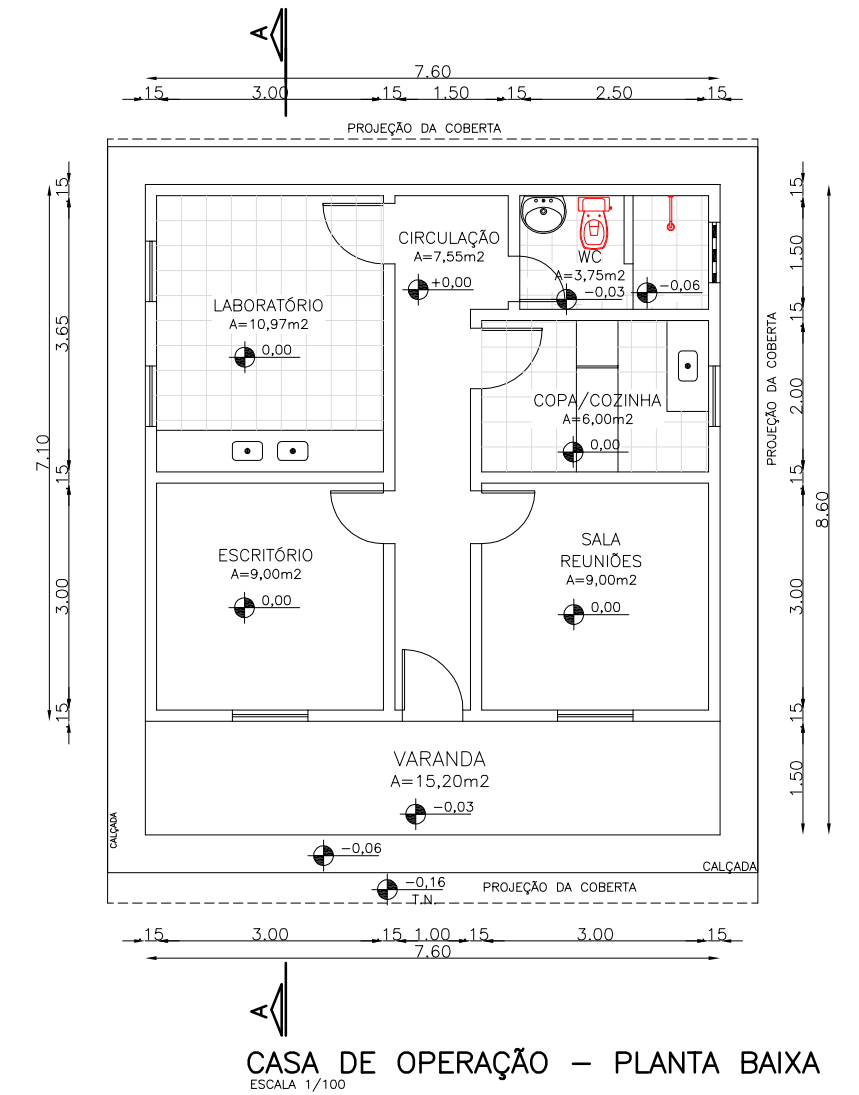 A
7.60
.15
3.00
.15
1.50
.15
2.50
.15
PROJEÇÃO DA COBERTA
.15
3.65
.15
3.00
.15
7.10
.15
1.50
.15
2.00
.15
3.00
.15
1.50
8.60
PROJEÇÃO DA COBERTA
CIRCULAÇÃO
A=7,55m2
+0,00
WC
A=3,75m2
-0,03
-0,06
LABORATÓRIO
A=10,97m2
0,00
COPA/COZINHA
A=6,00m2
0,00
ESCRITÓRIO
A=9,00m2
0,00
SALA
REUNIÕES
A=9,00m2
0,00
VARANDA
A=15,20m2
-0,03
CALÇADA
-0,06
CALÇADA
-0,16
T.N.
PROJEÇÃO DA COBERTA
.15
3.00
.15
1.00
.15
3.00
.15
7.60
A
CASA DE OPERAÇÃO – PLANTA BAIXA
ESCALA 1/100